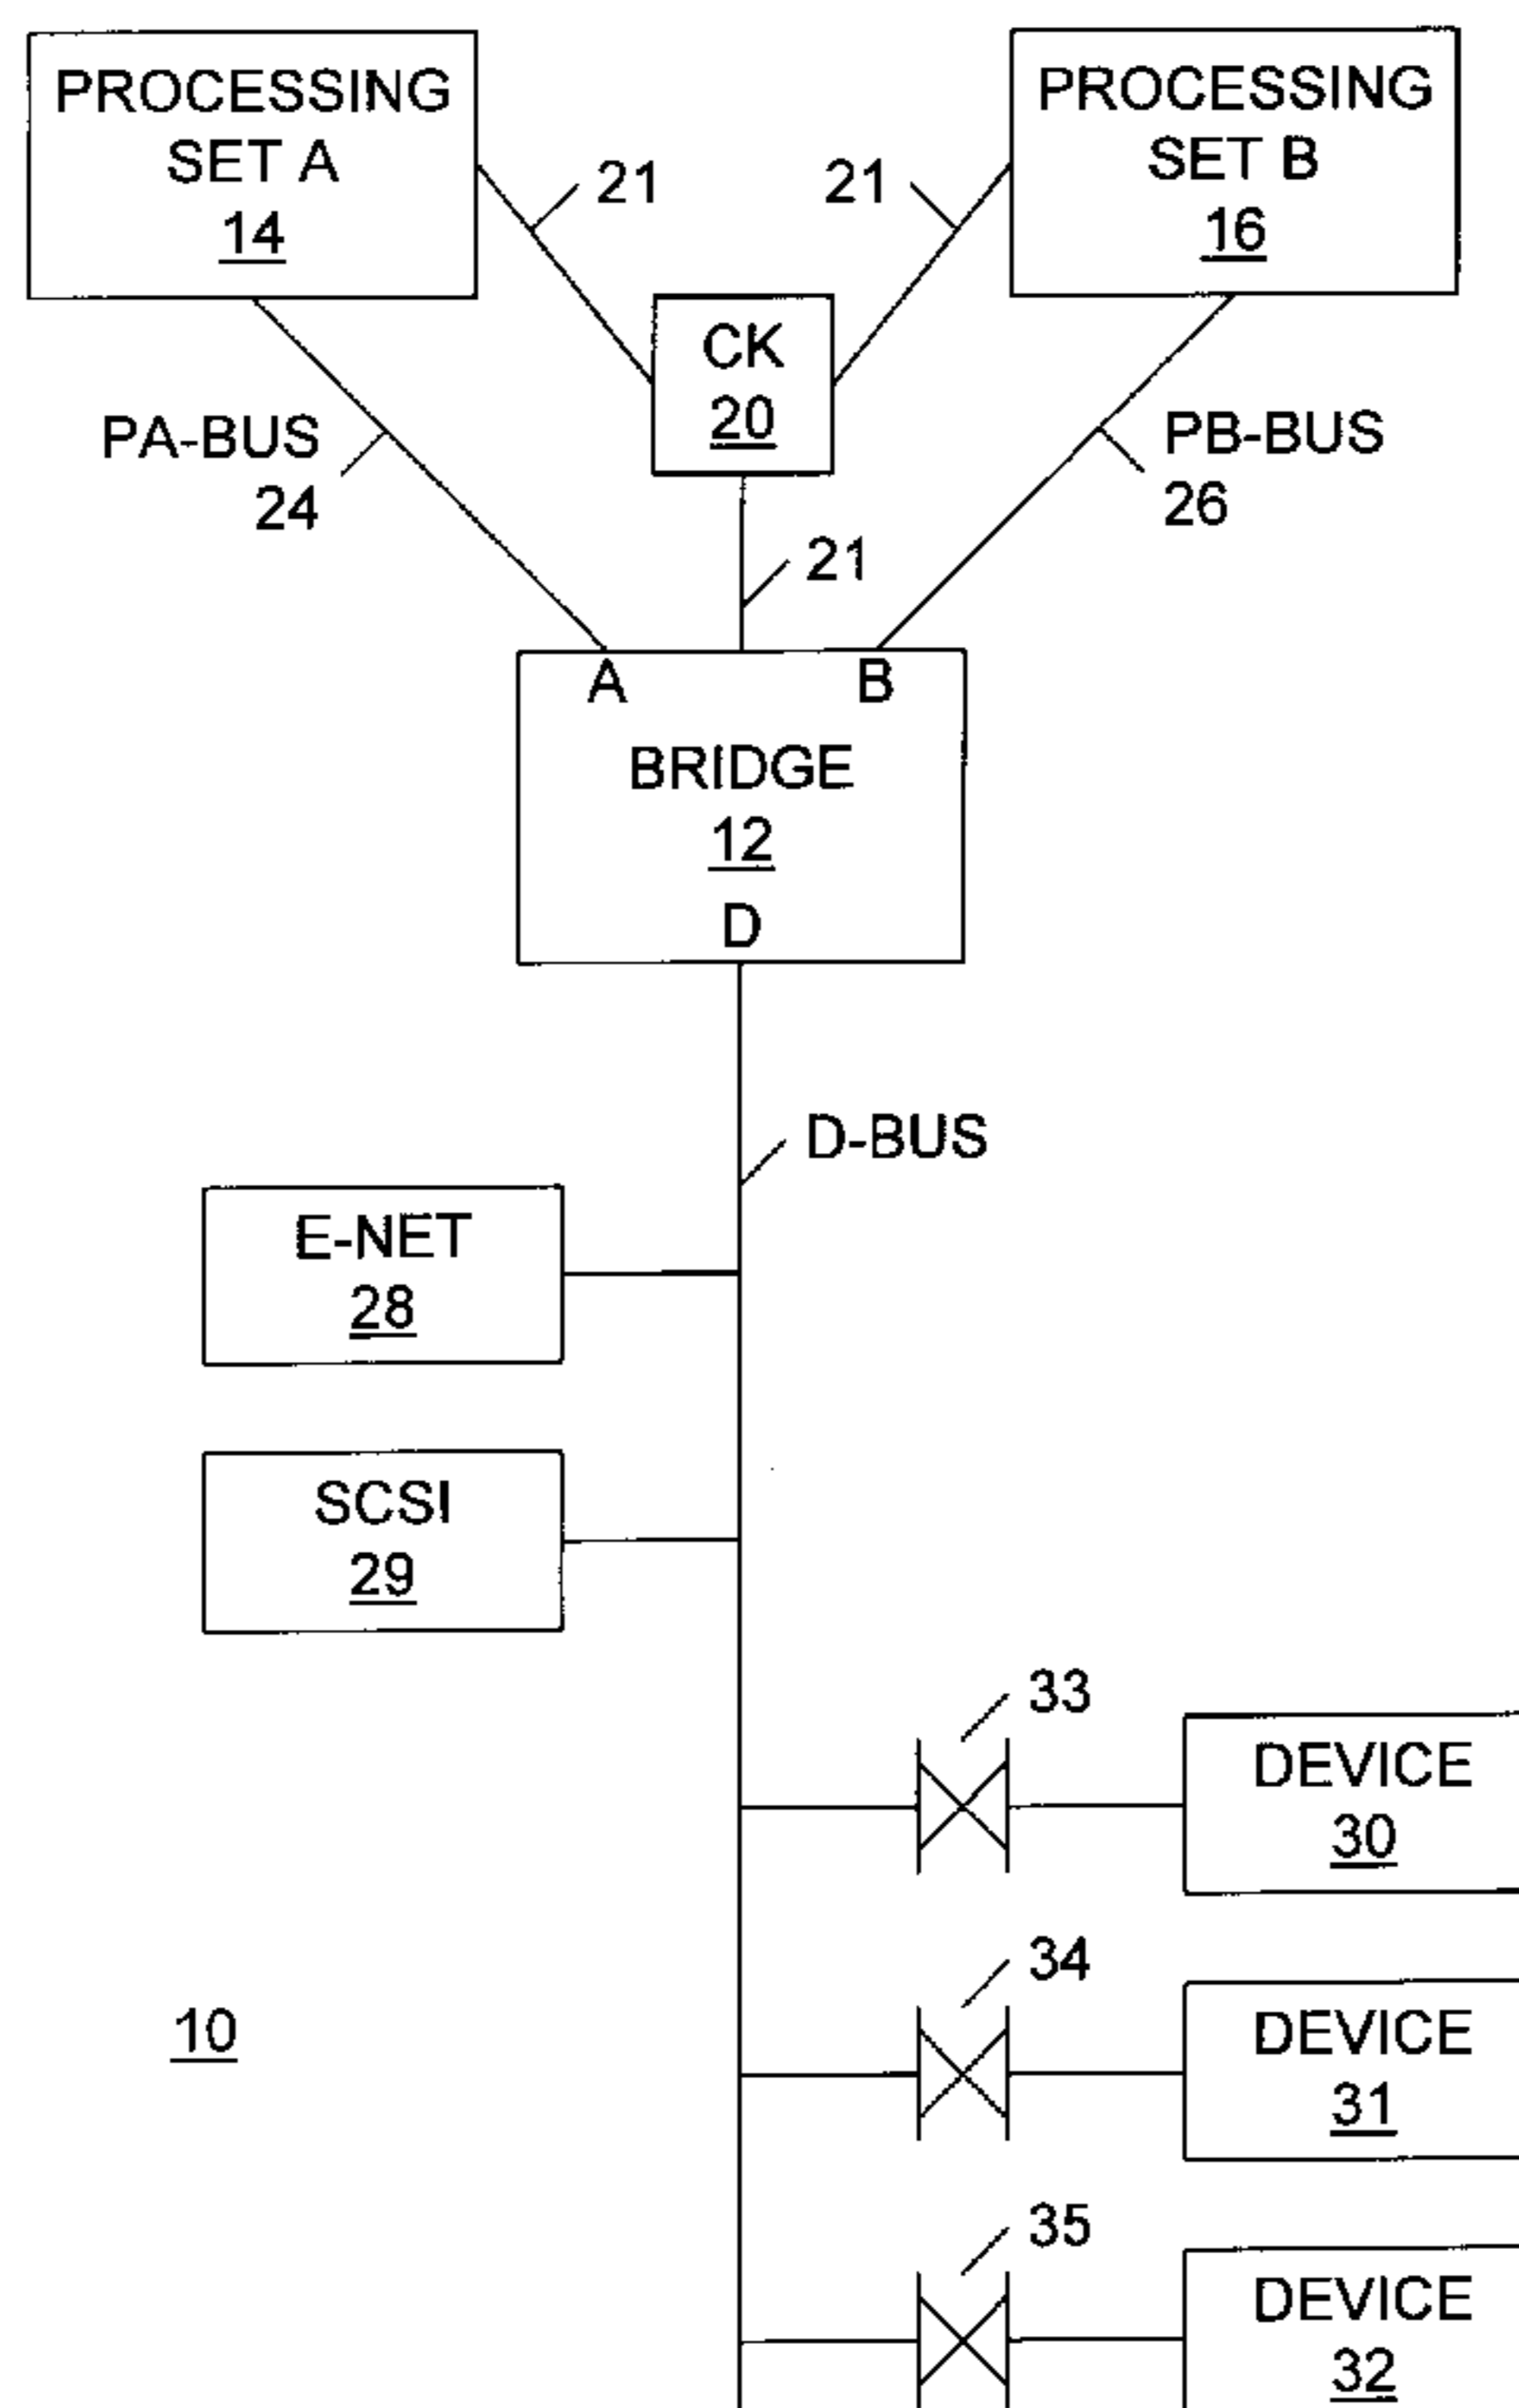 PROCESSING
SET A
14
PROCESSING
SET B
16
21
21
CK
20
PA-BUS
24
PB-BUS
26
21
A
B
BRIDGE
12
D
D-BUS
E-NET
28
SCSI
29
33
DEVICE
30
34
DEVICE
31
10
35
DEVICE
32